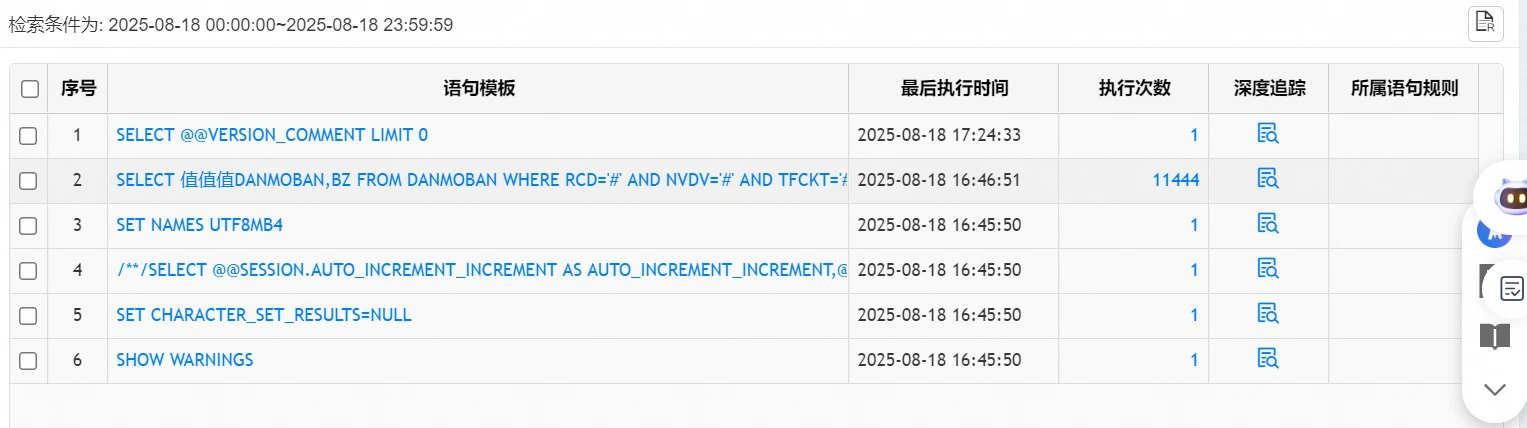 检索条件为: 2025-08-18 00:00:00~2025-08-18 23:59:59
序号 语句模板 最后执行时间 执行次数 深度追踪 所属语句规则
1 SELECT @@VERSION_COMMENT LIMIT 0 2025-08-18 17:24:33 1
2 SELECT 值值值DANMOBAN,BZ FROM DANMOBAN WHERE RCD='#' AND NVDV='#' AND TFCKT='# 2025-08-18 16:46:51 11444
3 SET NAMES UTF8MB4 2025-08-18 16:45:50 1
4 /**/SELECT @@SESSION.AUTO_INCREMENT_INCREMENT AS AUTO_INCREMENT_INCREMENT,@ 2025-08-18 16:45:50 1
5 SET CHARACTER_SET_RESULTS=NULL 2025-08-18 16:45:50 1
6 SHOW WARNINGS 2025-08-18 16:45:50 1